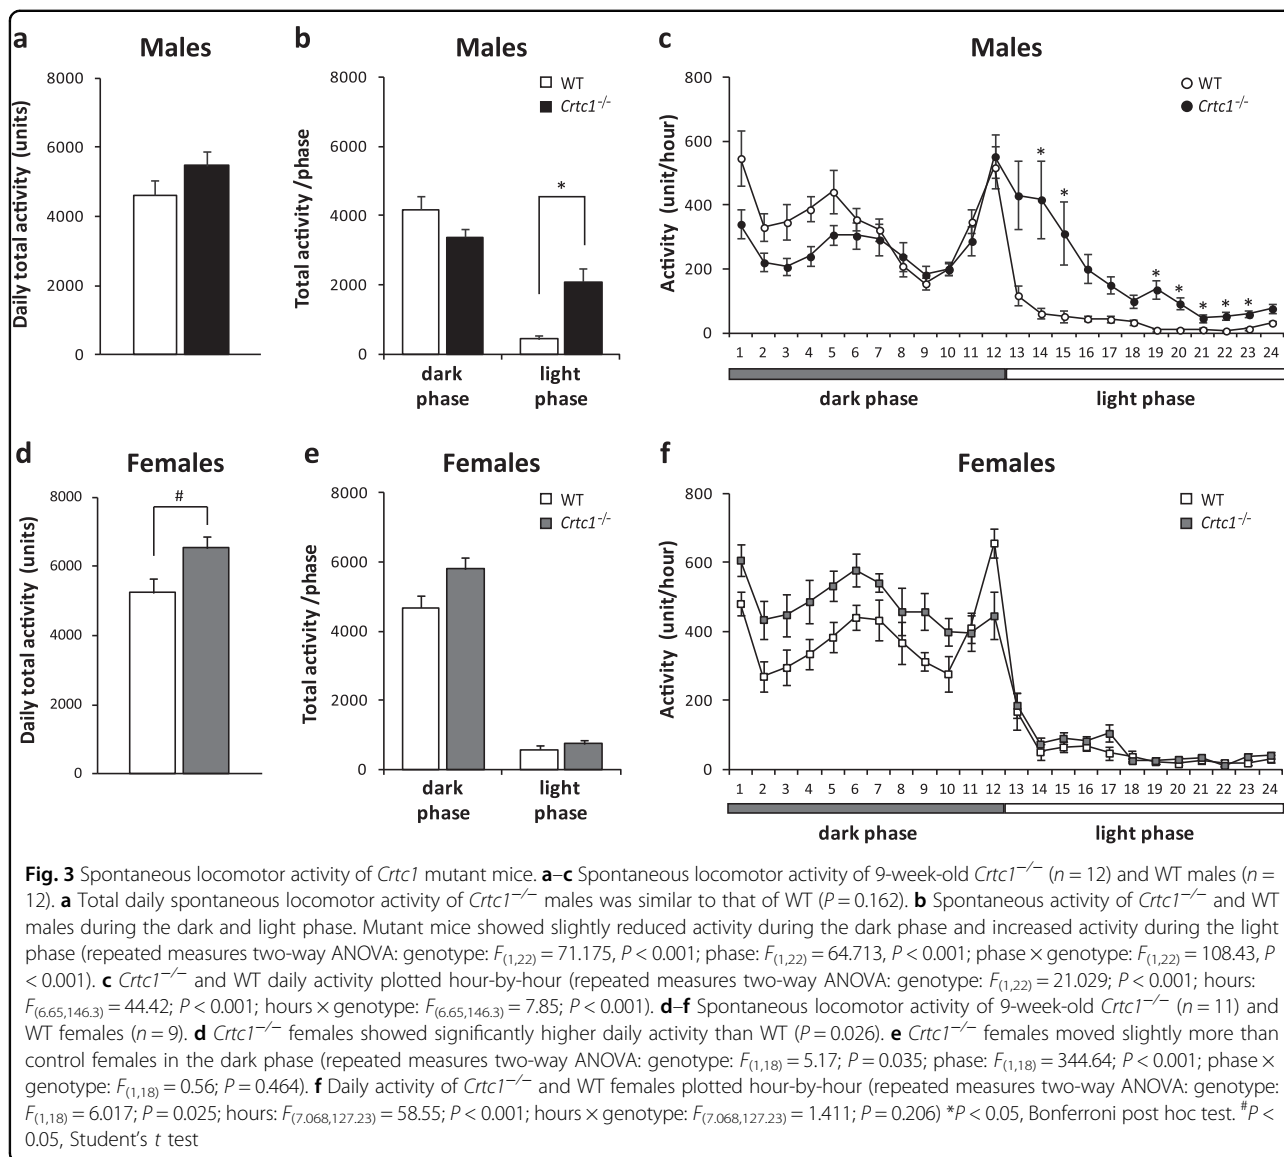 a
Males
Daily total activity (units)
8000
6000
4000
2000
0
b
Males
Total activity /phase
8000
6000
4000
2000
0
WT
Crtc1-/-
*
dark phase
light phase
c
Males
Activity (unit/hour)
800
600
400
200
0
WT
Crtc1-/-
* * * * * * *
1 2 3 4 5 6 7 8 9 10 11 12 13 14 15 16 17 18 19 20 21 22 23 24
dark phase
light phase
d
Females
Daily total activity (units)
8000
6000
4000
2000
0
#
e
Females
Total activity /phase
8000
6000
4000
2000
0
WT
Crtc1-/-
dark phase
light phase
f
Females
Activity (unit/hour)
800
600
400
200
0
WT
Crtc1-/-
1 2 3 4 5 6 7 8 9 10 11 12 13 14 15 16 17 18 19 20 21 22 23 24
dark phase
light phase
Fig. 3 Spontaneous locomotor activity of Crtc1 mutant mice. a–c Spontaneous locomotor activity of 9-week-old Crtc1−/− (n = 12) and WT males (n =
12). a Total daily spontaneous locomotor activity of Crtc1−/− males was similar to that of WT (P = 0.162). b Spontaneous activity of Crtc1−/− and WT
males during the dark and light phase. Mutant mice showed slightly reduced activity during the dark phase and increased activity during the light
phase (repeated measures two-way ANOVA: genotype: F(1,22) = 71.175, P < 0.001; phase: F(1,22) = 64.713, P < 0.001; phase × genotype: F(1,22) = 108.43, P
< 0.001). c Crtc1−/− and WT daily activity plotted hour-by-hour (repeated measures two-way ANOVA: genotype: F(1,22) = 21.029; P < 0.001; hours:
F(6.65,146.3) = 44.42; P < 0.001; hours × genotype: F(6.65,146.3) = 7.85; P < 0.001). d–f Spontaneous locomotor activity of 9-week-old Crtc1−/− (n = 11) and
WT females (n = 9). d Crtc1−/− females showed significantly higher daily activity than WT (P = 0.026). e Crtc1−/− females moved slightly more than
control females in the dark phase (repeated measures two-way ANOVA: genotype: F(1,18) = 5.17; P = 0.035; phase: F(1,18) = 344.64; P < 0.001; phase ×
genotype: F(1,18) = 0.56; P = 0.464). f Daily activity of Crtc1−/− and WT females plotted hour-by-hour (repeated measures two-way ANOVA: genotype:
F(1,18) = 6.017; P = 0.025; hours: F(7.068,127.23) = 58.55; P < 0.001; hours × genotype: F(7.068,127.23) = 1.411; P = 0.206) *P < 0.05, Bonferroni post hoc test. #P <
0.05, Student's t test